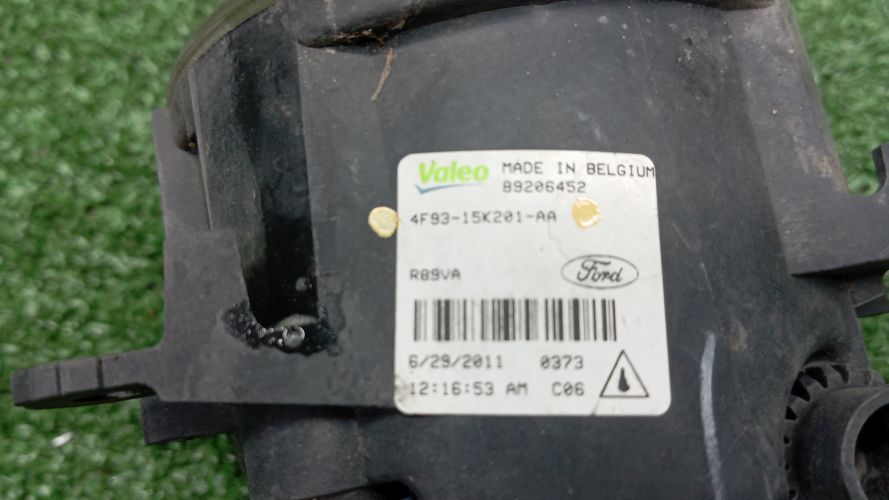 Valeo MADE IN BELGIUM
89206452
4F93-15K201-AA
R89VA Ford
6/29/2011 0373
12:16:53 AM C06